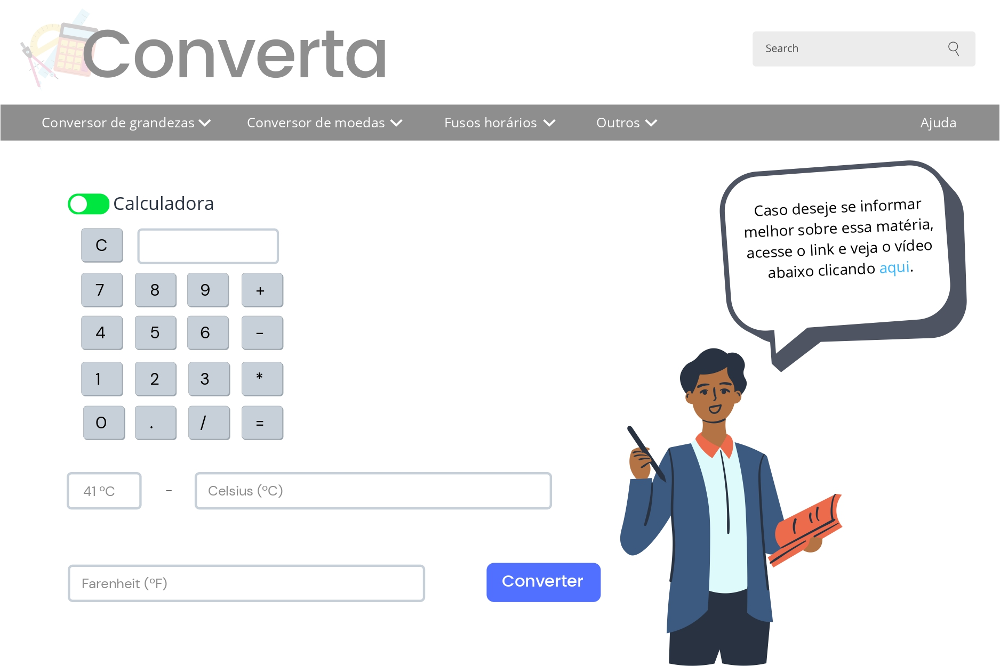 Converta
Search
Conversor de grandezas
Conversor de moedas
Fusos horários
Outros
Ajuda
Caso deseje se informar
melhor sobre essa matéria,
acesse o link e veja o vídeo
abaixo clicando aqui.
Calculadora
C
7 8 9 +
4 5 6 -
1 2 3 *
0 . / =
41 ºC - Celsius (ºC)
Farenheit (ºF)
Converter